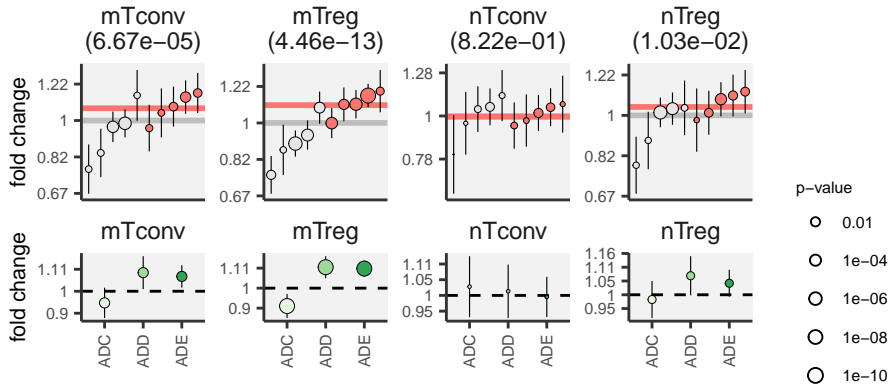 mTconv
(6.67e−05)
mTreg
(4.46e−13)
nTconv
(8.22e−01)
nTreg
(1.03e−02)
fold change
1.22
1
0.82
0.67
1.22
1
0.82
0.67
1.28
1
0.78
1.22
1
0.82
0.67
mTconv
mTreg
nTconv
nTreg
fold change
1.11
1
0.9
1.11
1
0.9
1.11
1.05
1
0.95
1.16
1.1
1.05
1
0.95
ADC
ADD
ADE
ADC
ADD
ADE
ADC
ADD
ADE
ADC
ADD
ADE
p−value
0.01
1e−04
1e−06
1e−08
1e−10